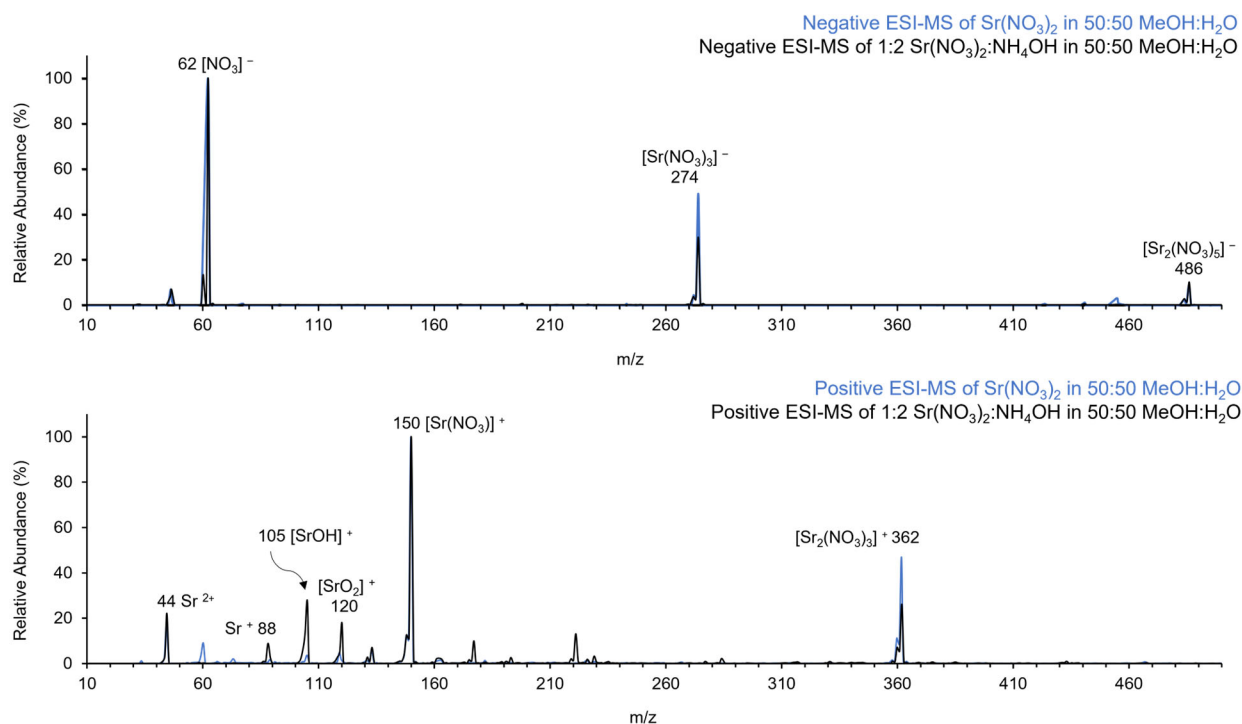 Negative ESI-MS of Sr(NO₃)₂ in 50:50 MeOH:H₂O
Negative ESI-MS of 1:2 Sr(NO₃)₂:NH₄OH in 50:50 MeOH:H₂O
62 [NO₃]⁻
[Sr(NO₃)₃]⁻
274
[Sr₂(NO₃)₅]⁻
486
Relative Abundance (%)
100
80
60
40
20
0
10 60 110 160 210 260 310 360 410 460
m/z
Positive ESI-MS of Sr(NO₃)₂ in 50:50 MeOH:H₂O
Positive ESI-MS of 1:2 Sr(NO₃)₂:NH₄OH in 50:50 MeOH:H₂O
150 [Sr(NO₃)]⁺
105 [SrOH]⁺
[Sr₂(NO₃)₃]⁺ 362
[SrO₂]⁺
120
44 Sr ²⁺
Sr⁺ 88
Relative Abundance (%)
100
80
60
40
20
0
10 60 110 160 210 260 310 360 410 460
m/z